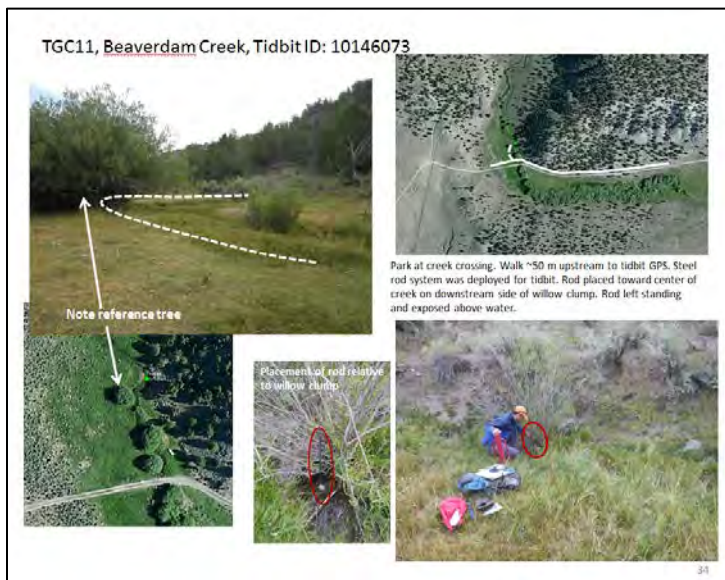 TGC11, Beaverdam Creek, Tidbit ID: 10146073
Park at creek crossing. Walk ~50 m upstream to tidbit GPS. Steel
rod system was deployed for tidbit. Rod placed toward center of
creek on downstream side of willow clump. Rod left standing
and exposed above water.
Note reference tree
Placement of rod relative
to willow clump
34